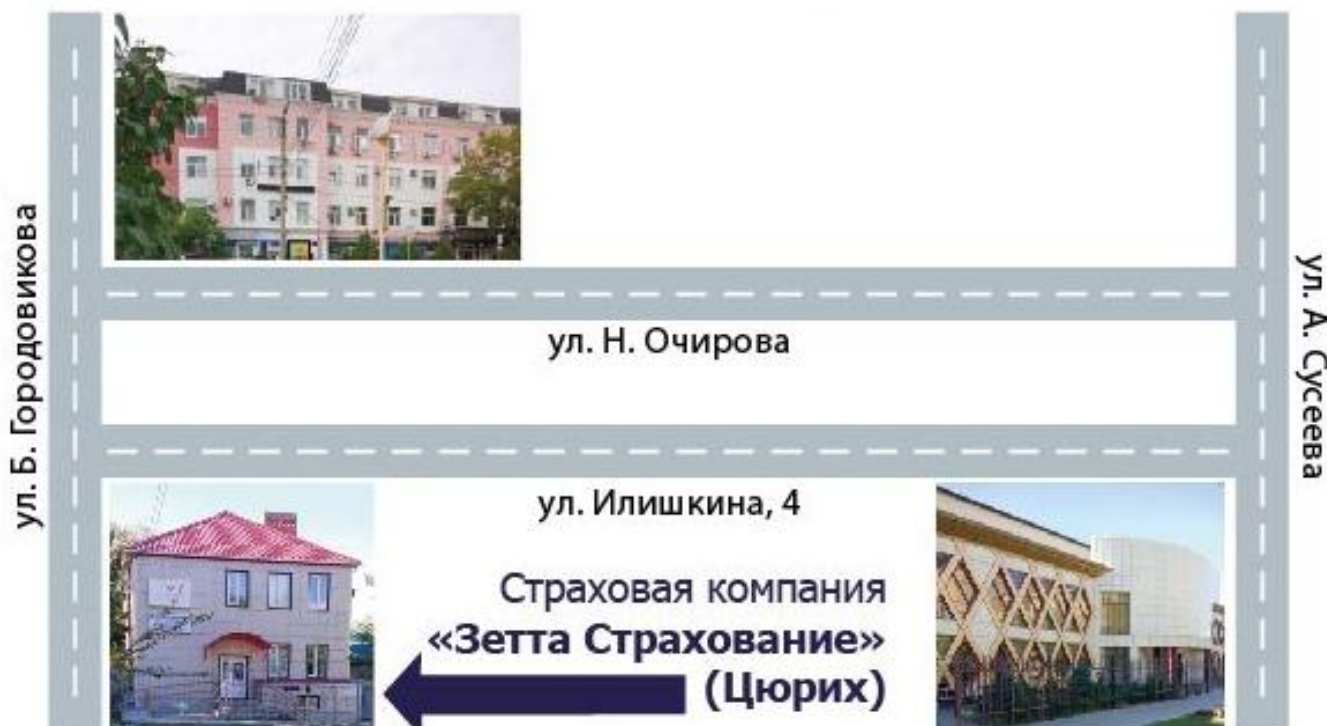 ул. Б. Городовикова
ул. Н. Очирова
ул. А. Сусеева
ул. Илишкина, 4
Страховая компания
«Зетта Страхование»
(Цюрих)